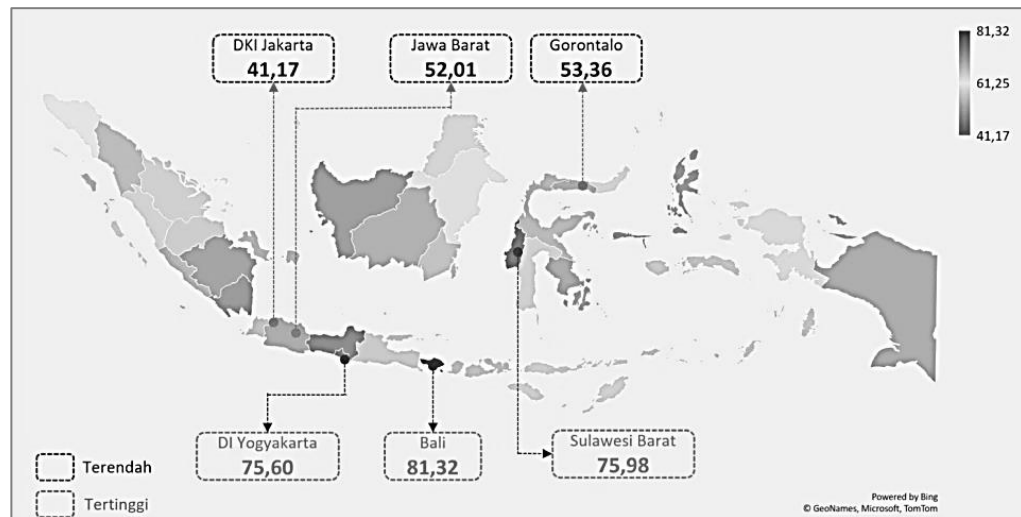 DKI Jakarta
41,17
Jawa Barat
52,01
Gorontalo
53,36
81,32
61,25
41,17
DI Yogyakarta
75,60
Bali
81,32
Sulawesi Barat
75,98
Terendah
Tertinggi
Powered by Bing
© GeoNames, Microsoft, TomTom